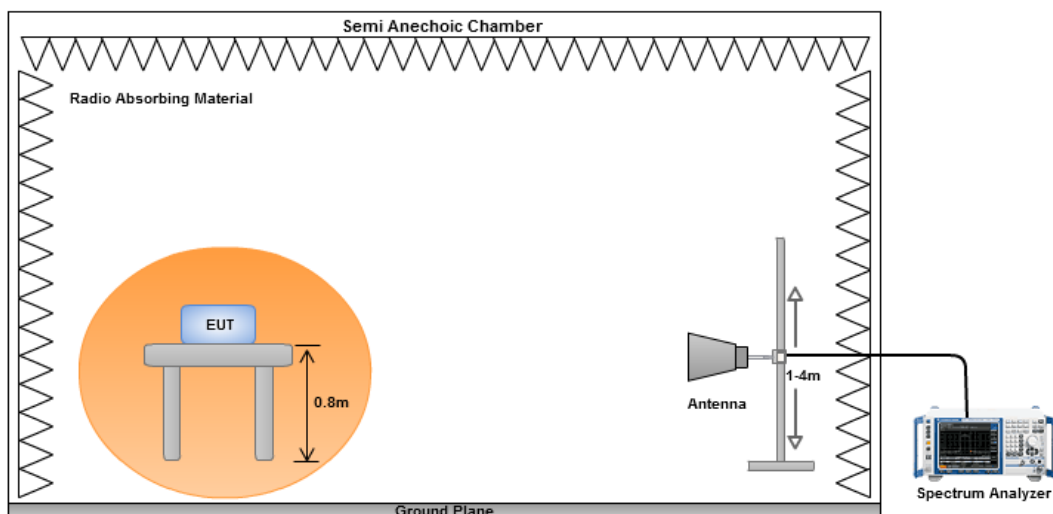 Semi Anechoic Chamber
Radio Absorbing Material
EUT
0.8m
1-4m
Antenna
Spectrum Analyzer
Ground Plane